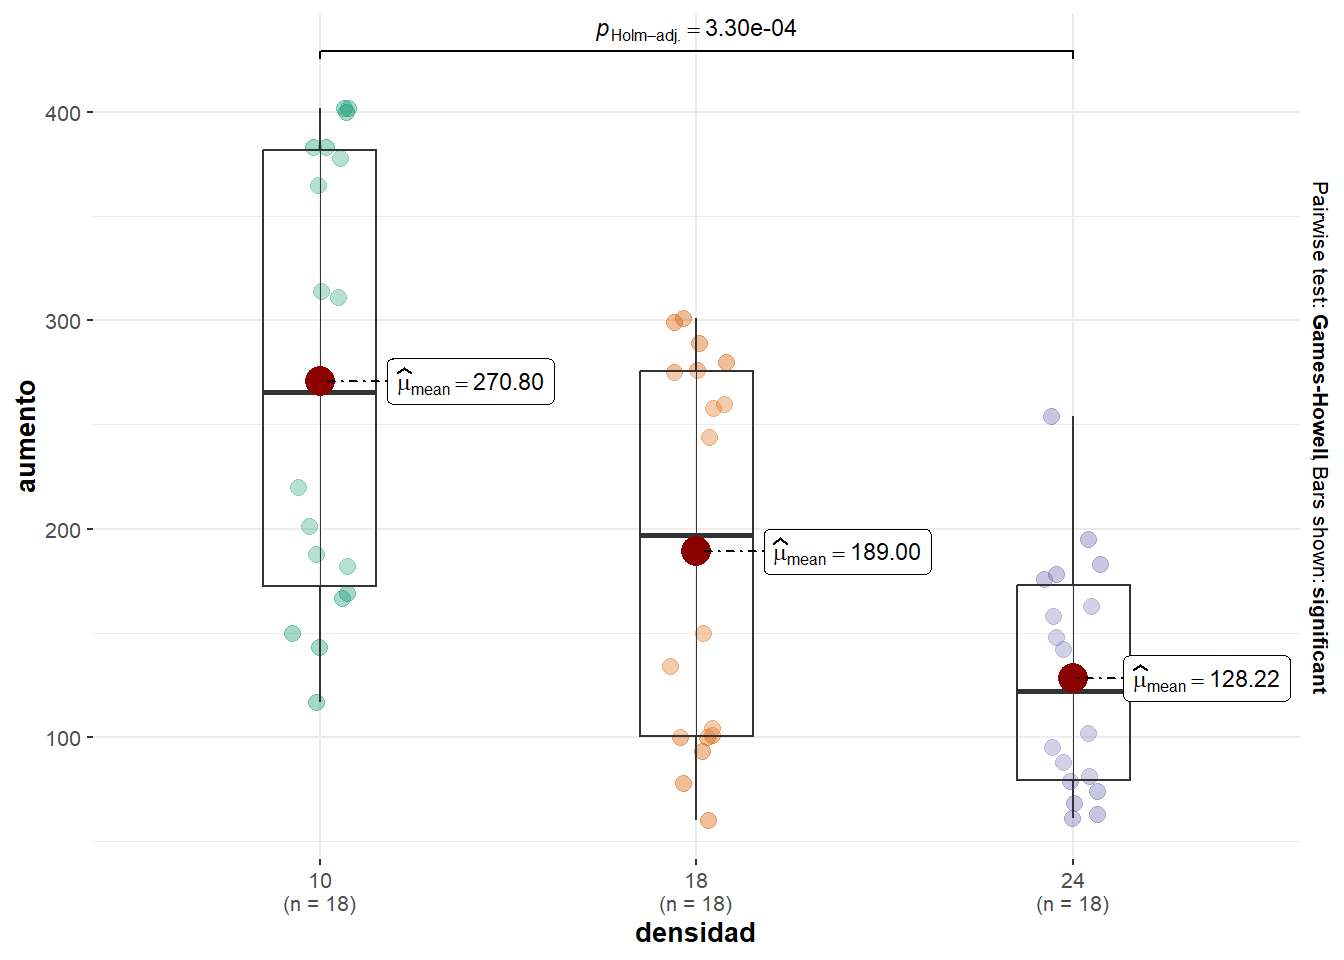 pHolm−adj. = 3.30e-04
400
300
200
100
aumento
μ̂mean = 270.80
μ̂mean = 189.00
μ̂mean = 128.22
10
(n = 18)
18
(n = 18)
24
(n = 18)
densidad
Pairwise test: Games-Howell, Bars shown: significant